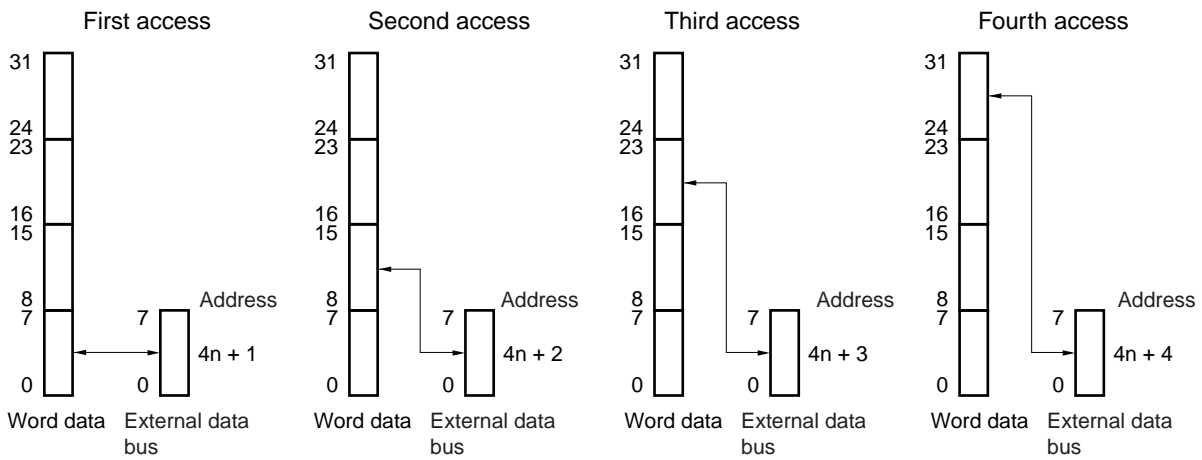 First access
31
24
23
16
15
8
7
0
Word data
Address
7
4n + 1
0
External data
bus
Second access
31
24
23
16
15
8
7
0
Word data
Address
7
4n + 2
0
External data
bus
Third access
31
24
23
16
15
8
7
0
Word data
Address
7
4n + 3
0
External data
bus
Fourth access
31
24
23
16
15
8
7
0
Word data
Address
7
4n + 4
0
External data
bus